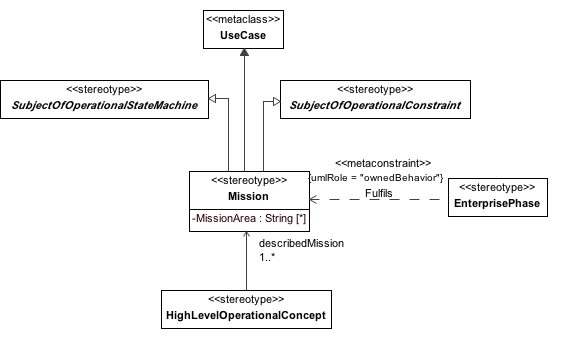 <<metaclass>>
UseCase
<<stereotype>>
SubjectOfOperationalStateMachine
<<stereotype>>
SubjectOfOperationalConstraint
<<metaconstraint>>
{umlRole = "ownedBehavior"}
Fulfils
<<stereotype>>
Mission
-MissionArea : String [*]
<<stereotype>>
EnterprisePhase
describedMission
1..*
<<stereotype>>
HighLevelOperationalConcept